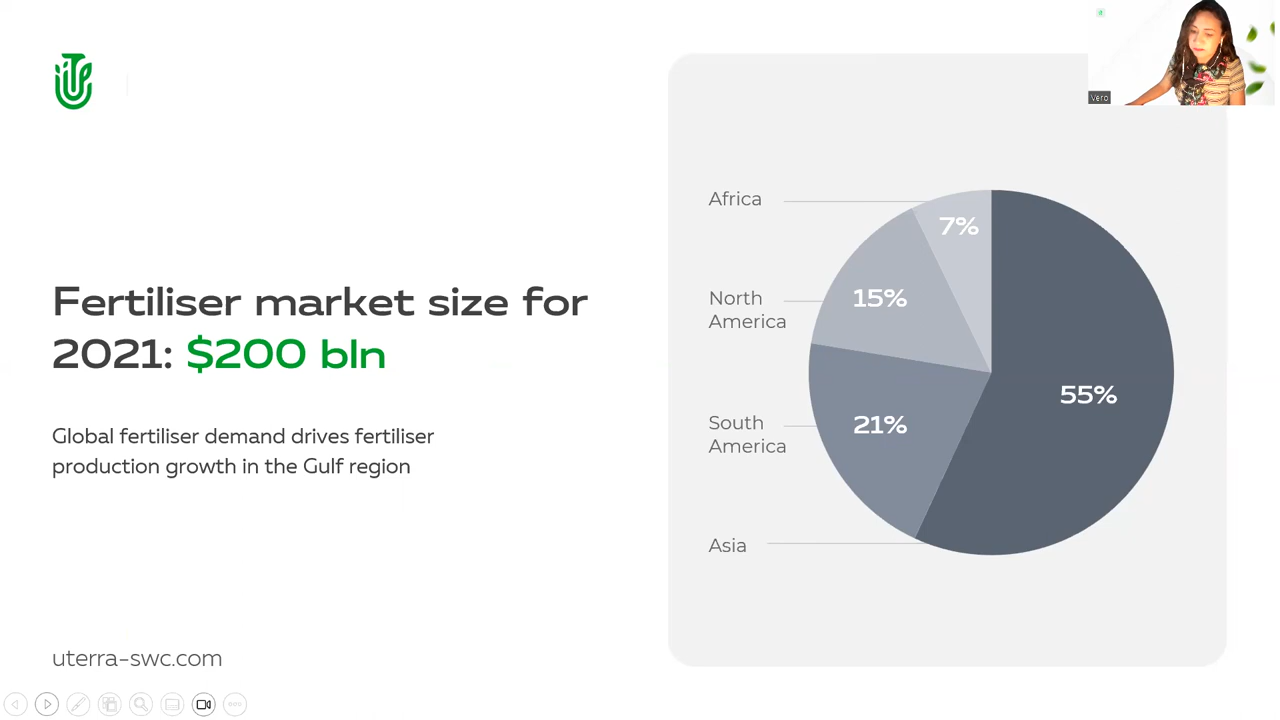 Vero
Fertiliser market size for
2021: $200 bln
Global fertiliser demand drives fertiliser
production growth in the Gulf region
uterra-swc.com
Africa
7%
North
America
15%
South
America
21%
Asia
55%